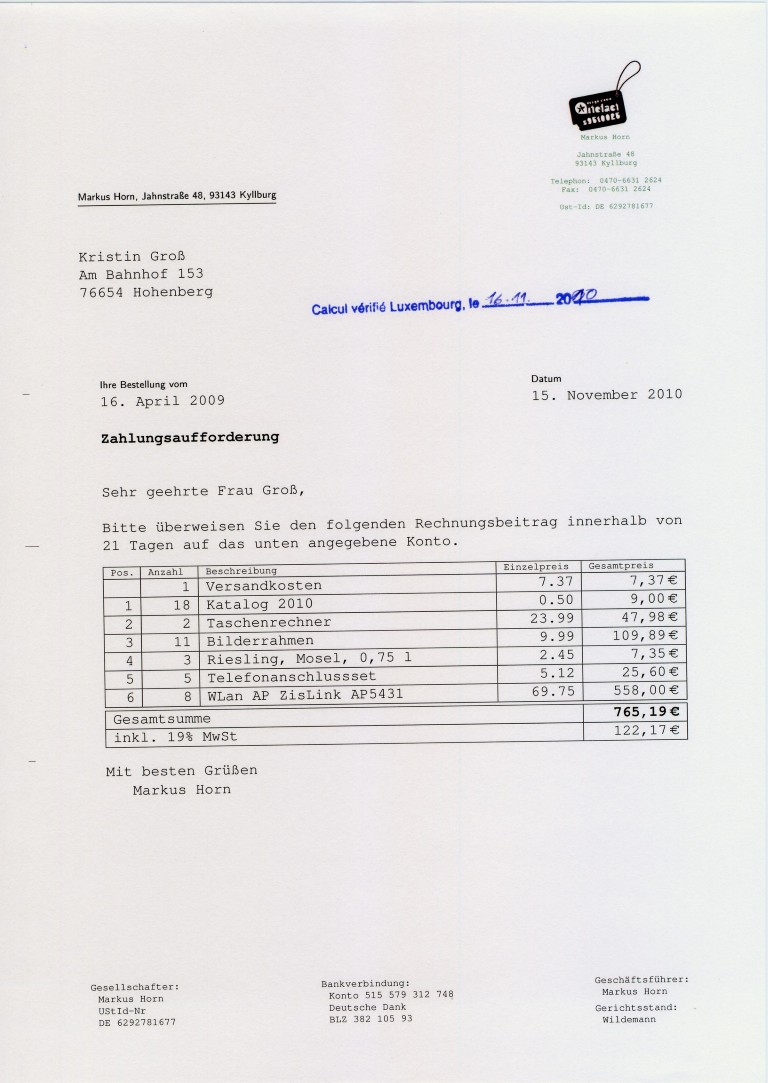 Artefact
Markus Horn
Jahnstraße 48
93143 Kyllburg
Telephon: 0470-6631 2624
Fax: 0470-6631 2624
Ust-Id: DE 6292781677
Markus Horn, Jahnstraße 48, 93143 Kyllburg
Kristin Groß
Am Bahnhof 153
76654 Hohenberg
Calcul vérifié Luxembourg, le 16.11. 2010
Ihre Bestellung vom
16. April 2009
Datum
15. November 2010
Zahlungsaufforderung
Sehr geehrte Frau Groß,
Bitte überweisen Sie den folgenden Rechnungsbeitrag innerhalb von
21 Tagen auf das unten angegebene Konto.
Pos. Anzahl Beschreibung Einzelpreis Gesamtpreis
1 Versandkosten 7.37 7,37€
1 18 Katalog 2010 0.50 9,00€
2 2 Taschenrechner 23.99 47,98€
3 11 Bilderrahmen 9.99 109,89€
4 3 Riesling, Mosel, 0,75 l 2.45 7,35€
5 5 Telefonanschlussset 5.12 25,60€
6 8 WLan AP ZisLink AP5431 69.75 558,00€
Gesamtsumme 765,19€
inkl. 19% MwSt 122,17€
Mit besten Grüßen
Markus Horn
Gesellschafter:
Markus Horn
UStId-Nr
DE 6292781677
Bankverbindung:
Konto 515 579 312 748
Deutsche Dank
BLZ 382 105 93
Geschäftsführer:
Markus Horn
Gerichtsstand:
Wildemann